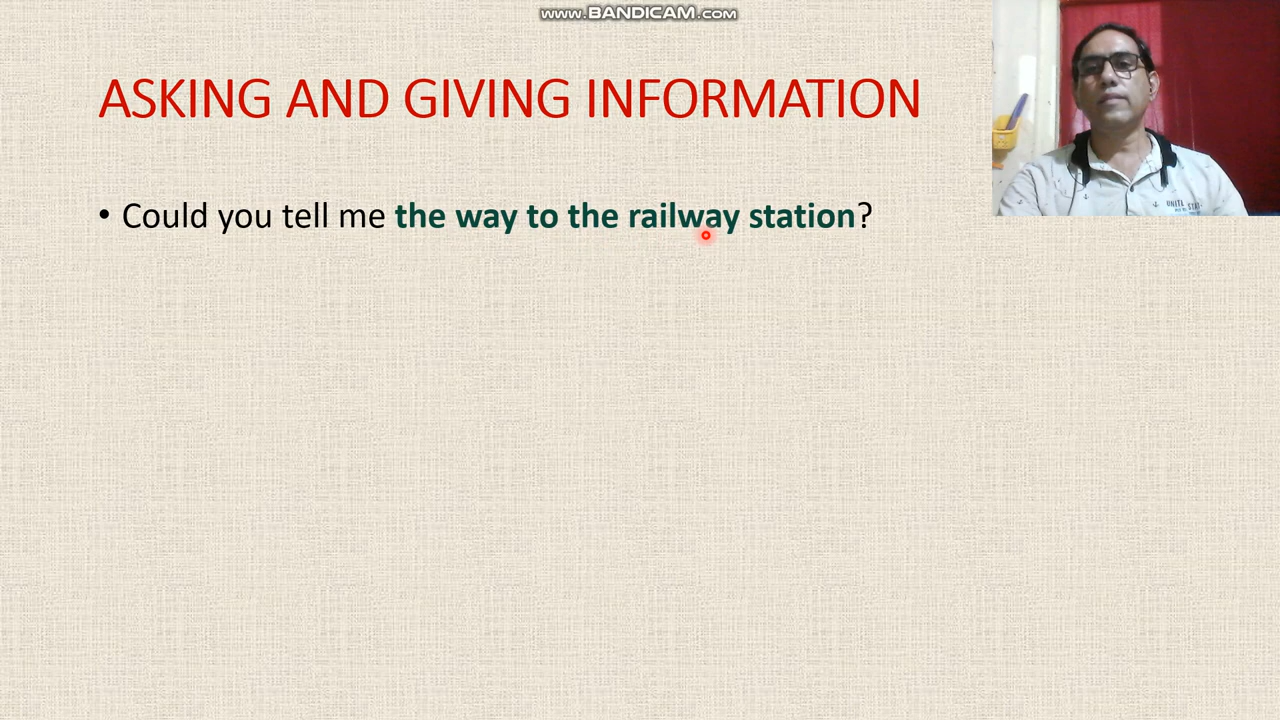 www.BANDICAM.com
ASKING AND GIVING INFORMATION
• Could you tell me the way to the railway station?